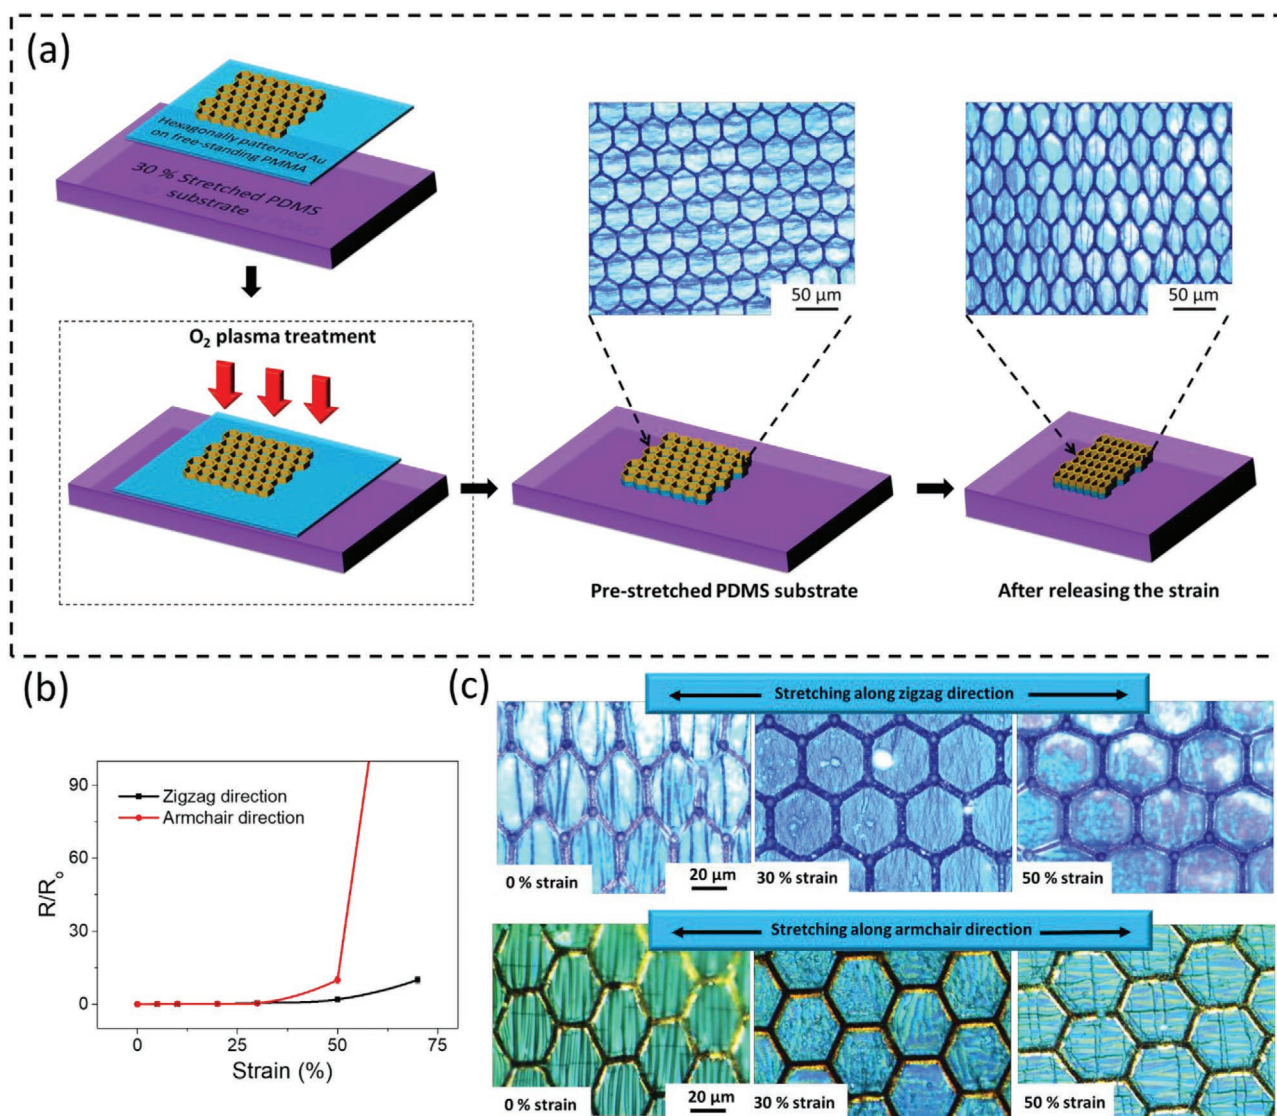 (a)
Hexagonally patterned Au
on free-standing PMMA
30 % Stretched PDMS
substrate
50 µm
50 µm
O₂ plasma treatment
Pre-stretched PDMS substrate
After releasing the strain
(b)
90
60
30
0
R/Rₒ
Zigzag direction
Armchair direction
0
25
50
75
Strain (%)
(c)
Stretching along zigzag direction
0 % strain
20 µm
30 % strain
50 % strain
Stretching along armchair direction
0 % strain
20 µm
30 % strain
50 % strain